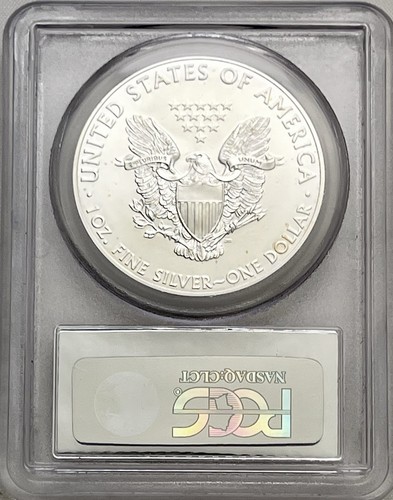 UNITED STATES OF AMERICA
E PLURIBUS UNUM
1 OZ. FINE SILVER~ONE DOLLAR
NASDAQ:CLCT
PCGS